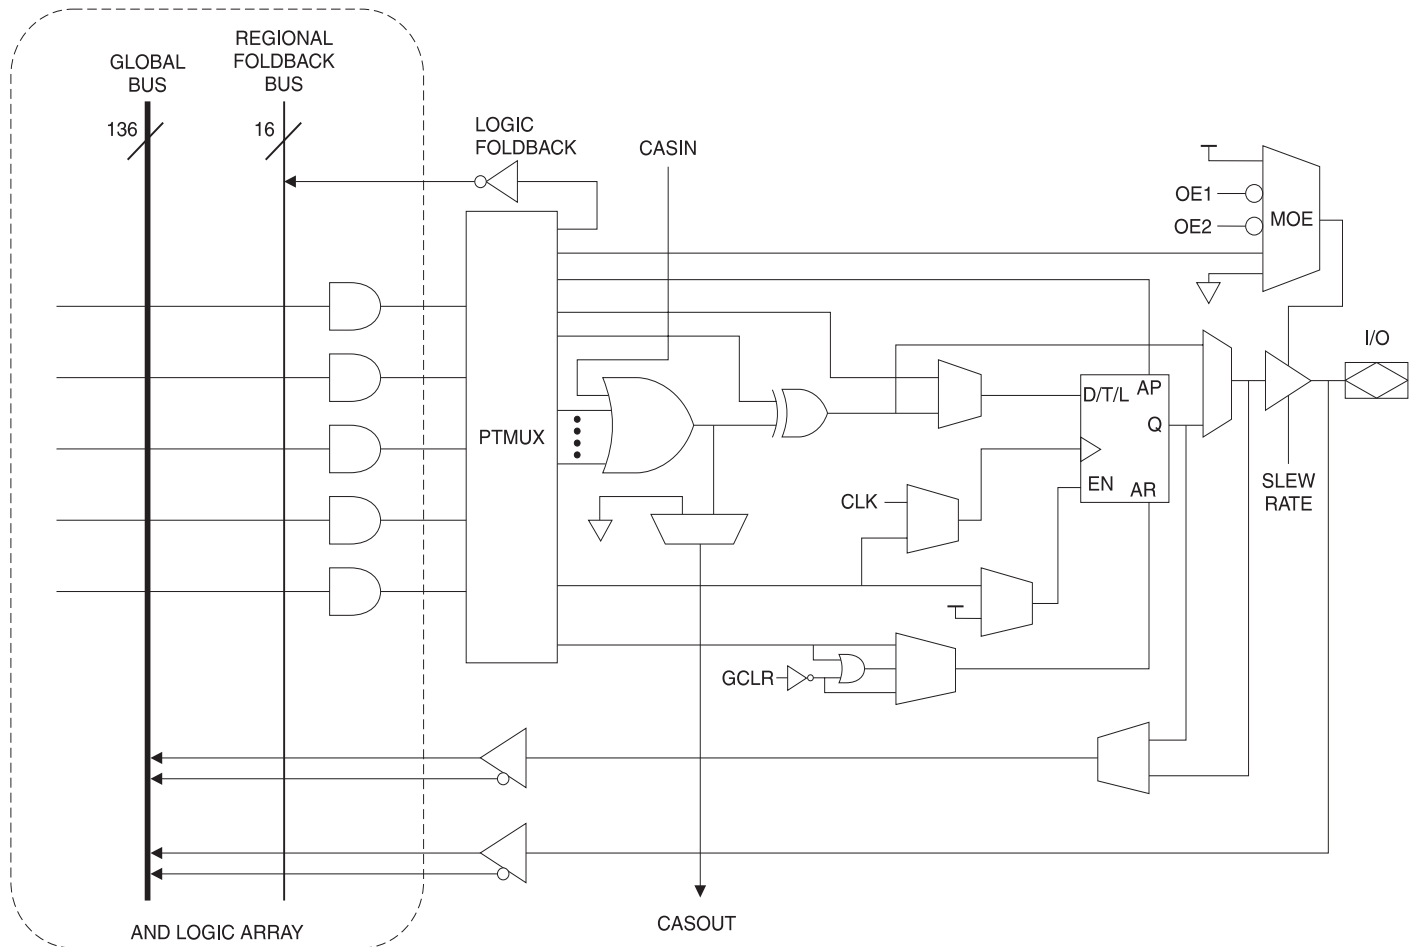 GLOBAL
BUS
REGIONAL
FOLDBACK
BUS
136
16
LOGIC
FOLDBACK
CASIN
OE1
OE2
MOE
I/O
D/T/L
AP
Q
PTMUX
EN
AR
SLEW
RATE
CLK
GCLR
CASOUT
AND LOGIC ARRAY